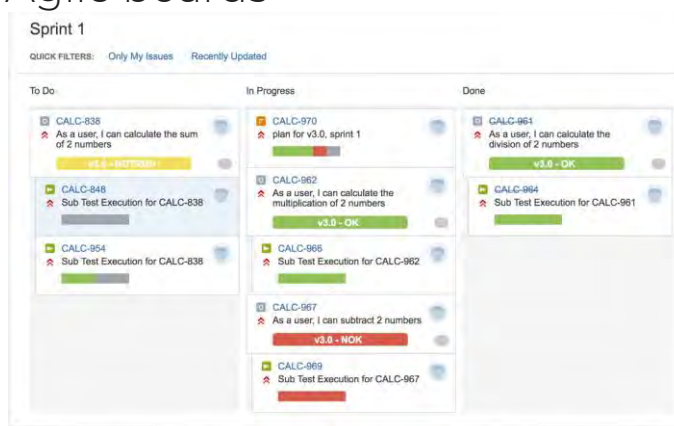 Agile boards
Sprint 1
QUICK FILTERS: Only My Issues Recently Updated
To Do
In Progress
Done
CALC-838
As a user, I can calculate the sum
of 2 numbers
v3.0 - NOTRUN
CALC-848
Sub Test Execution for CALC-838
CALC-954
Sub Test Execution for CALC-838
CALC-970
plan for v3.0, sprint 1
CALC-962
As a user, I can calculate the
multiplication of 2 numbers
v3.0 - OK
CALC-966
Sub Test Execution for CALC-962
CALC-967
As a user, I can subtract 2 numbers
v3.0 - NOK
CALC-969
Sub Test Execution for CALC-967
CALC-961
As a user, I can calculate the
division of 2 numbers
v3.0 - OK
CALC-964
Sub Test Execution for CALC-961